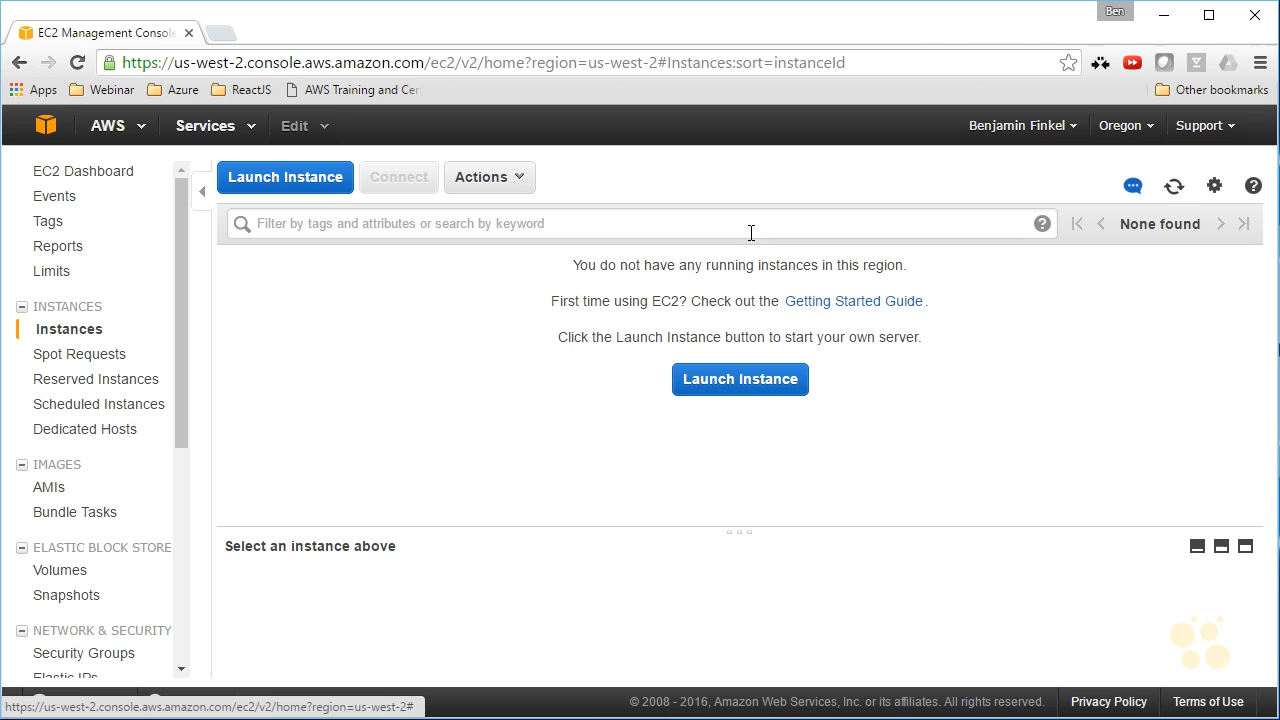 Ben
EC2 Management Console
https://us-west-2.console.aws.amazon.com/ec2/v2/home?region=us-west-2#Instances:sort=instanceId
Apps Webinar Azure ReactJS AWS Training and Cer Other bookmarks
AWS Services Edit Benjamin Finkel Oregon Support
EC2 Dashboard
Events
Tags
Reports
Limits
INSTANCES
Instances
Spot Requests
Reserved Instances
Scheduled Instances
Dedicated Hosts
IMAGES
AMIs
Bundle Tasks
ELASTIC BLOCK STORE
Volumes
Snapshots
NETWORK & SECURITY
Security Groups
Elastic IPs
Launch Instance Connect Actions
Filter by tags and attributes or search by keyword
None found
You do not have any running instances in this region.
First time using EC2? Check out the Getting Started Guide.
Click the Launch Instance button to start your own server.
Launch Instance
Select an instance above
https://us-west-2.console.aws.amazon.com/ec2/v2/home?region=us-west-2#
© 2008 - 2016, Amazon Web Services, Inc. or its affiliates. All rights reserved. Privacy Policy Terms of Use